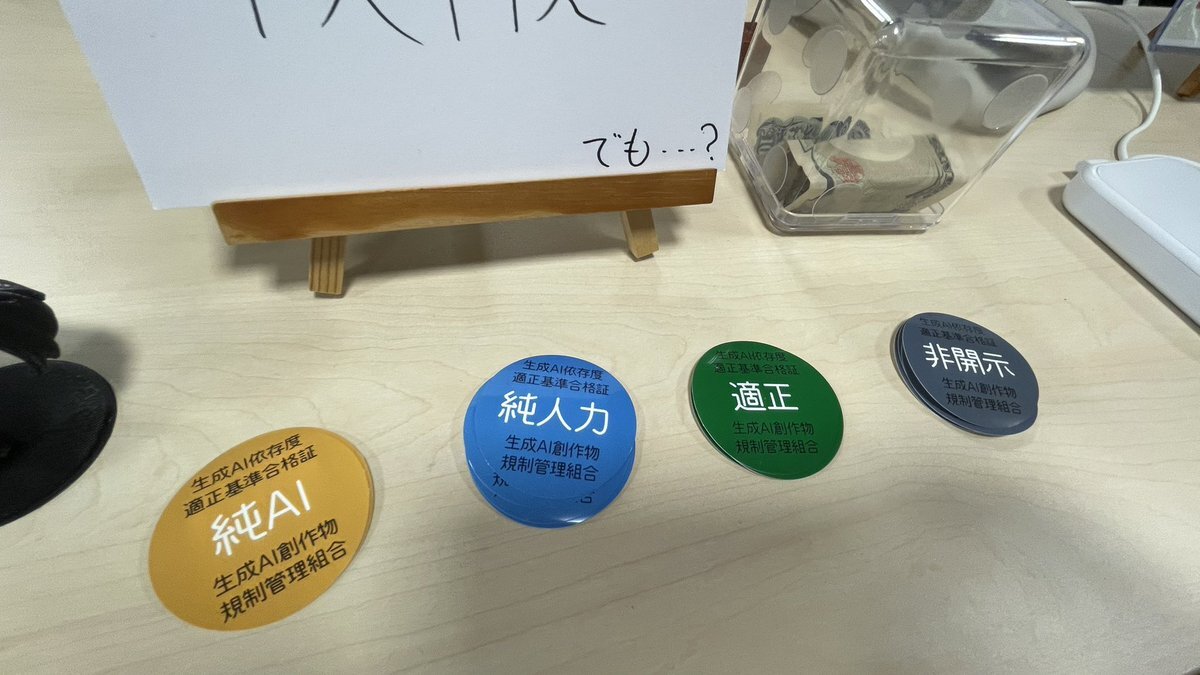 でも…?
生成AI依存度
適正基準合格証
純AI
生成AI創作物
規制管理組合
生成AI依存度
適正基準合格証
純人力
生成AI創作物
規制管理組合
生成AI依存度
適正基準合格証
適正
生成AI創作物
規制管理組合
生成AI依存度
適正基準合格証
非開示
生成AI創作物
規制管理組合